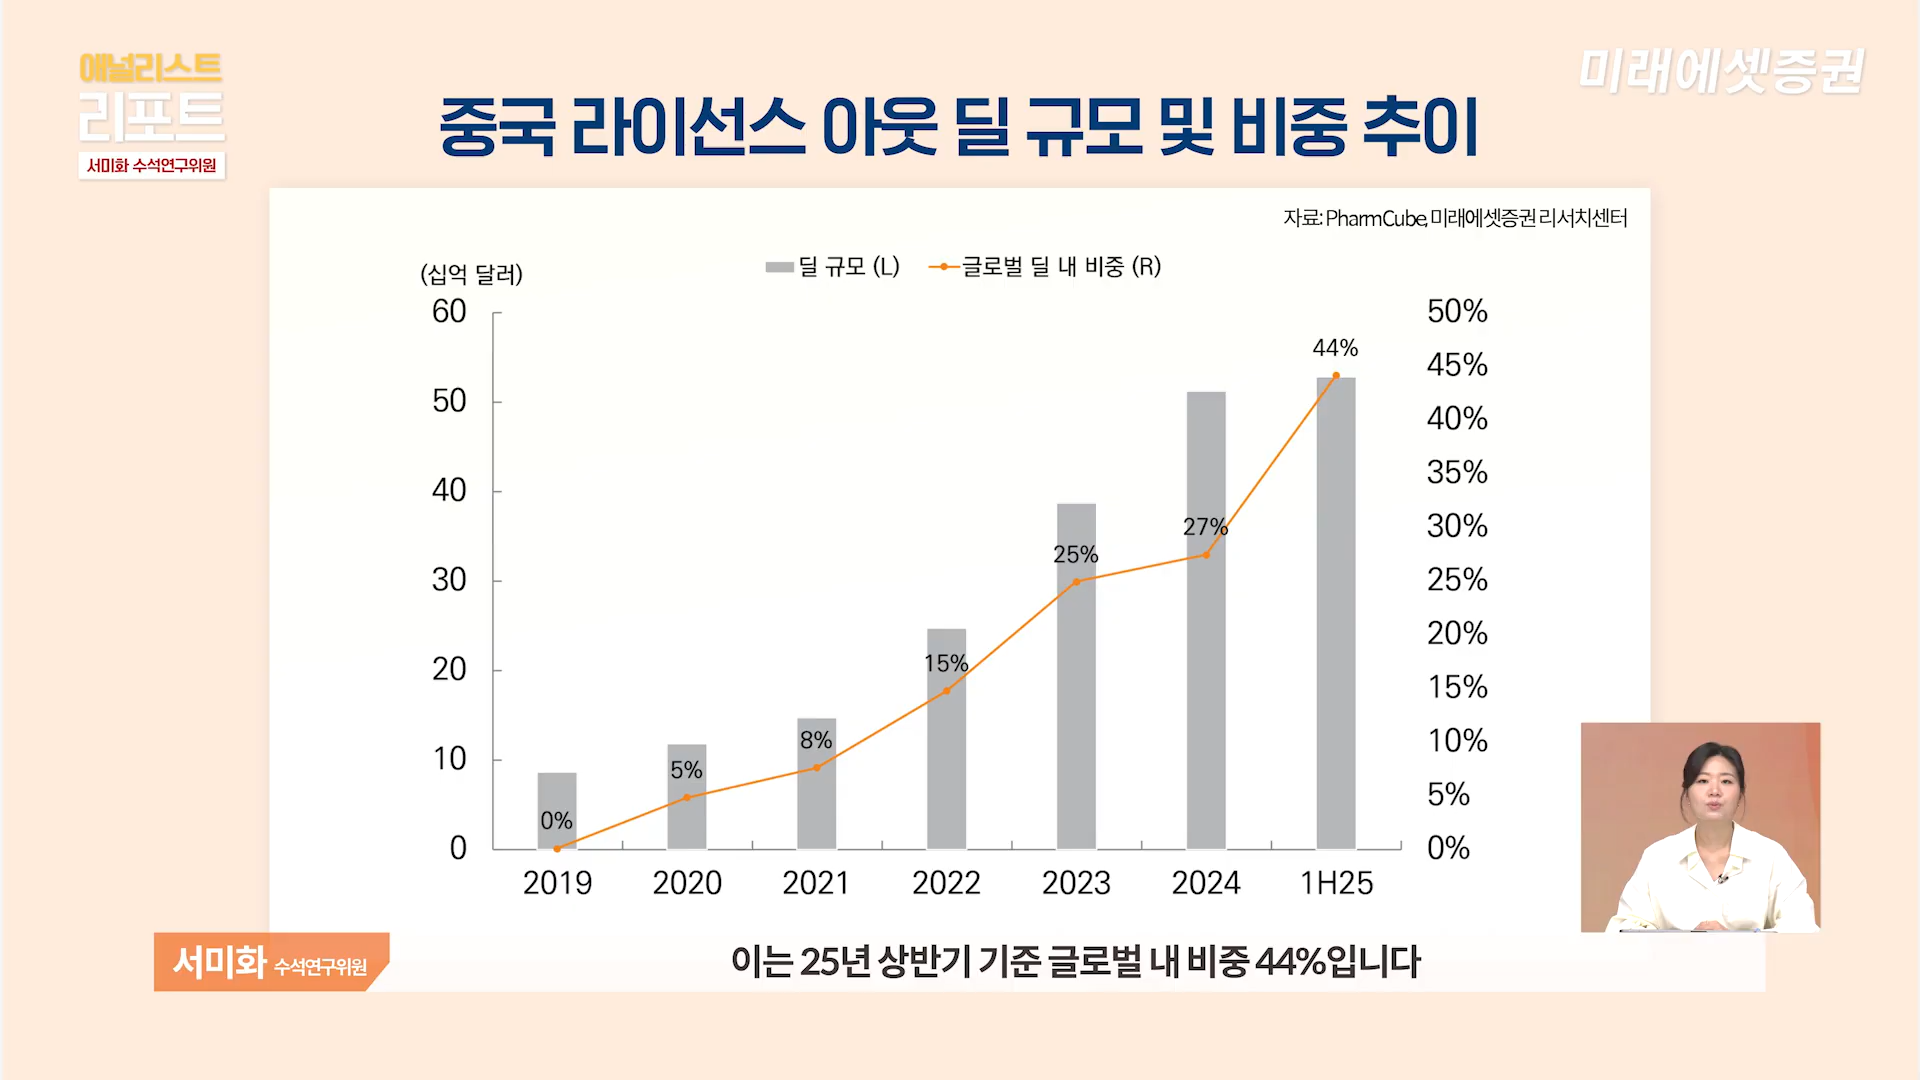 애널리스트
리포트
서미화 수석연구위원
미래에셋증권
중국 라이선스 아웃 딜 규모 및 비중 추이
자료: PharmCube, 미래에셋증권 리서치센터
(십억 달러)
딜 규모 (L)
글로벌 딜 내 비중 (R)
60
50
40
30
20
10
0
50%
45%
40%
35%
30%
25%
20%
15%
10%
5%
0%
0%
5%
8%
15%
25%
27%
44%
2019 2020 2021 2022 2023 2024 1H25
서미화 수석연구위원
이는 25년 상반기 기준 글로벌 내 비중 44%입니다